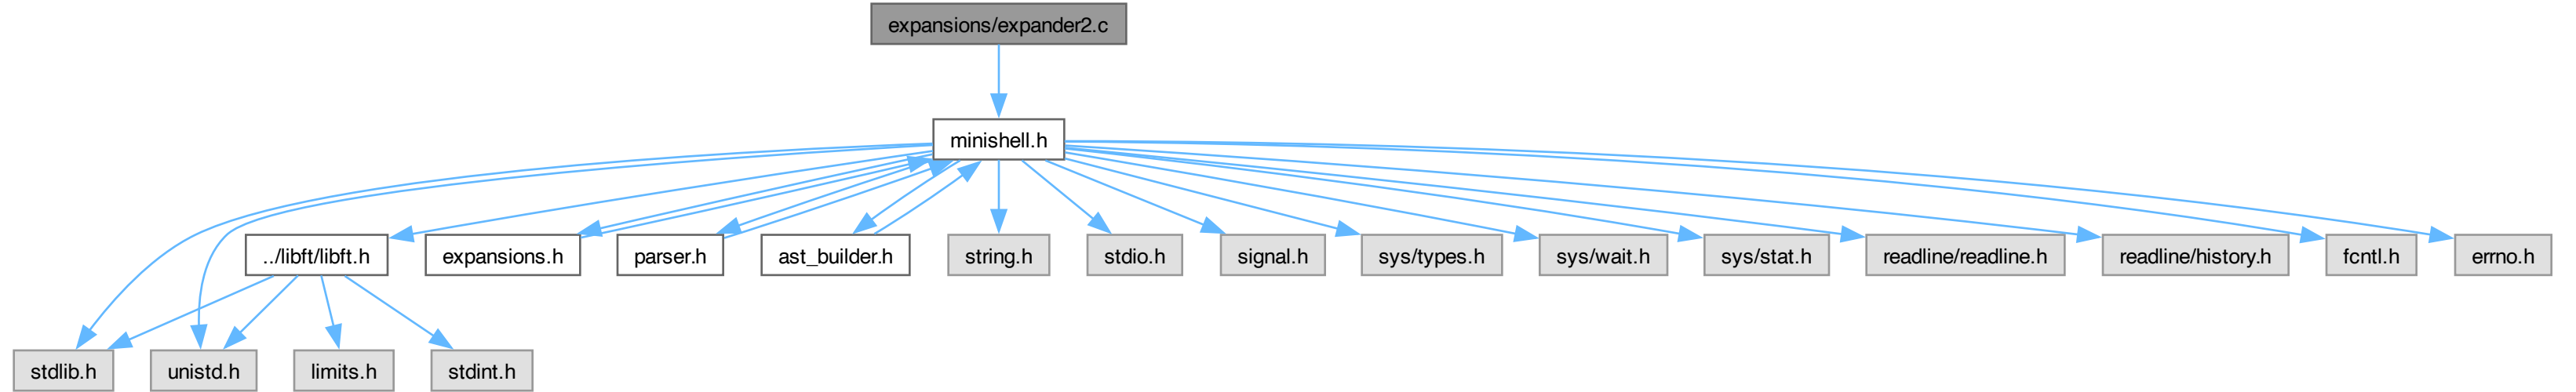 expansions/expander2.c
minishell.h
../libft/libft.h
expansions.h
parser.h
ast_builder.h
string.h
stdio.h
signal.h
sys/types.h
sys/wait.h
sys/stat.h
readline/readline.h
readline/history.h
fcntl.h
errno.h
stdlib.h
unistd.h
limits.h
stdint.h